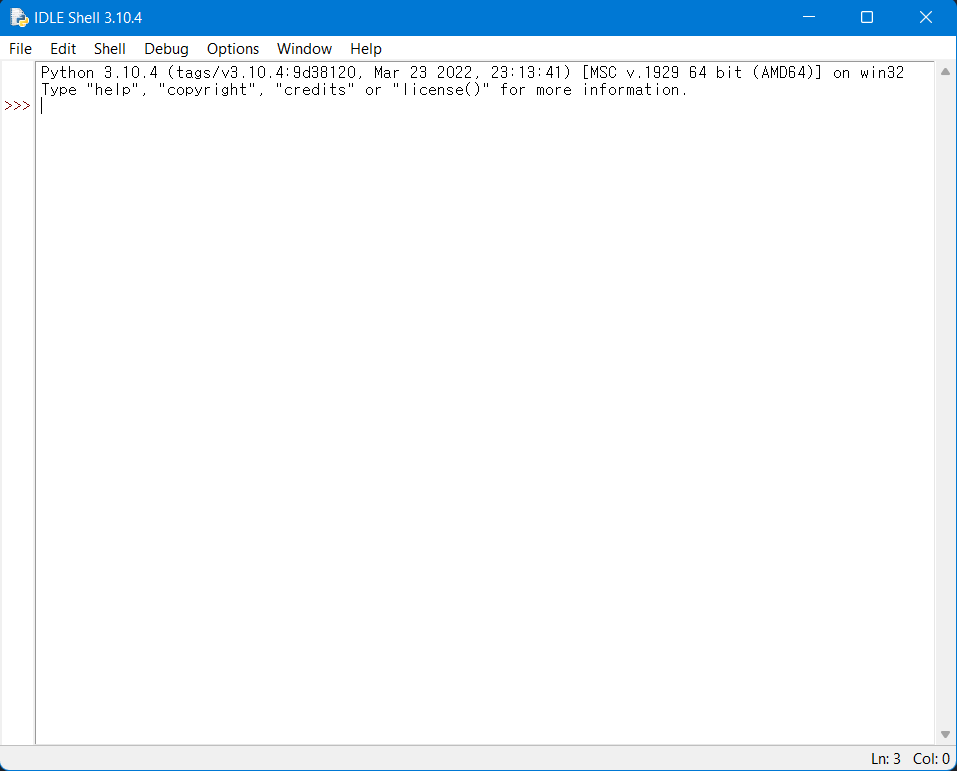 IDLE Shell 3.10.4
File Edit Shell Debug Options Window Help
Python 3.10.4 (tags/v3.10.4:9d38120, Mar 23 2022, 23:13:41) [MSC v.1929 64 bit (AMD64)] on win32
Type "help", "copyright", "credits" or "license()" for more information.
>>>
Ln: 3 Col: 0